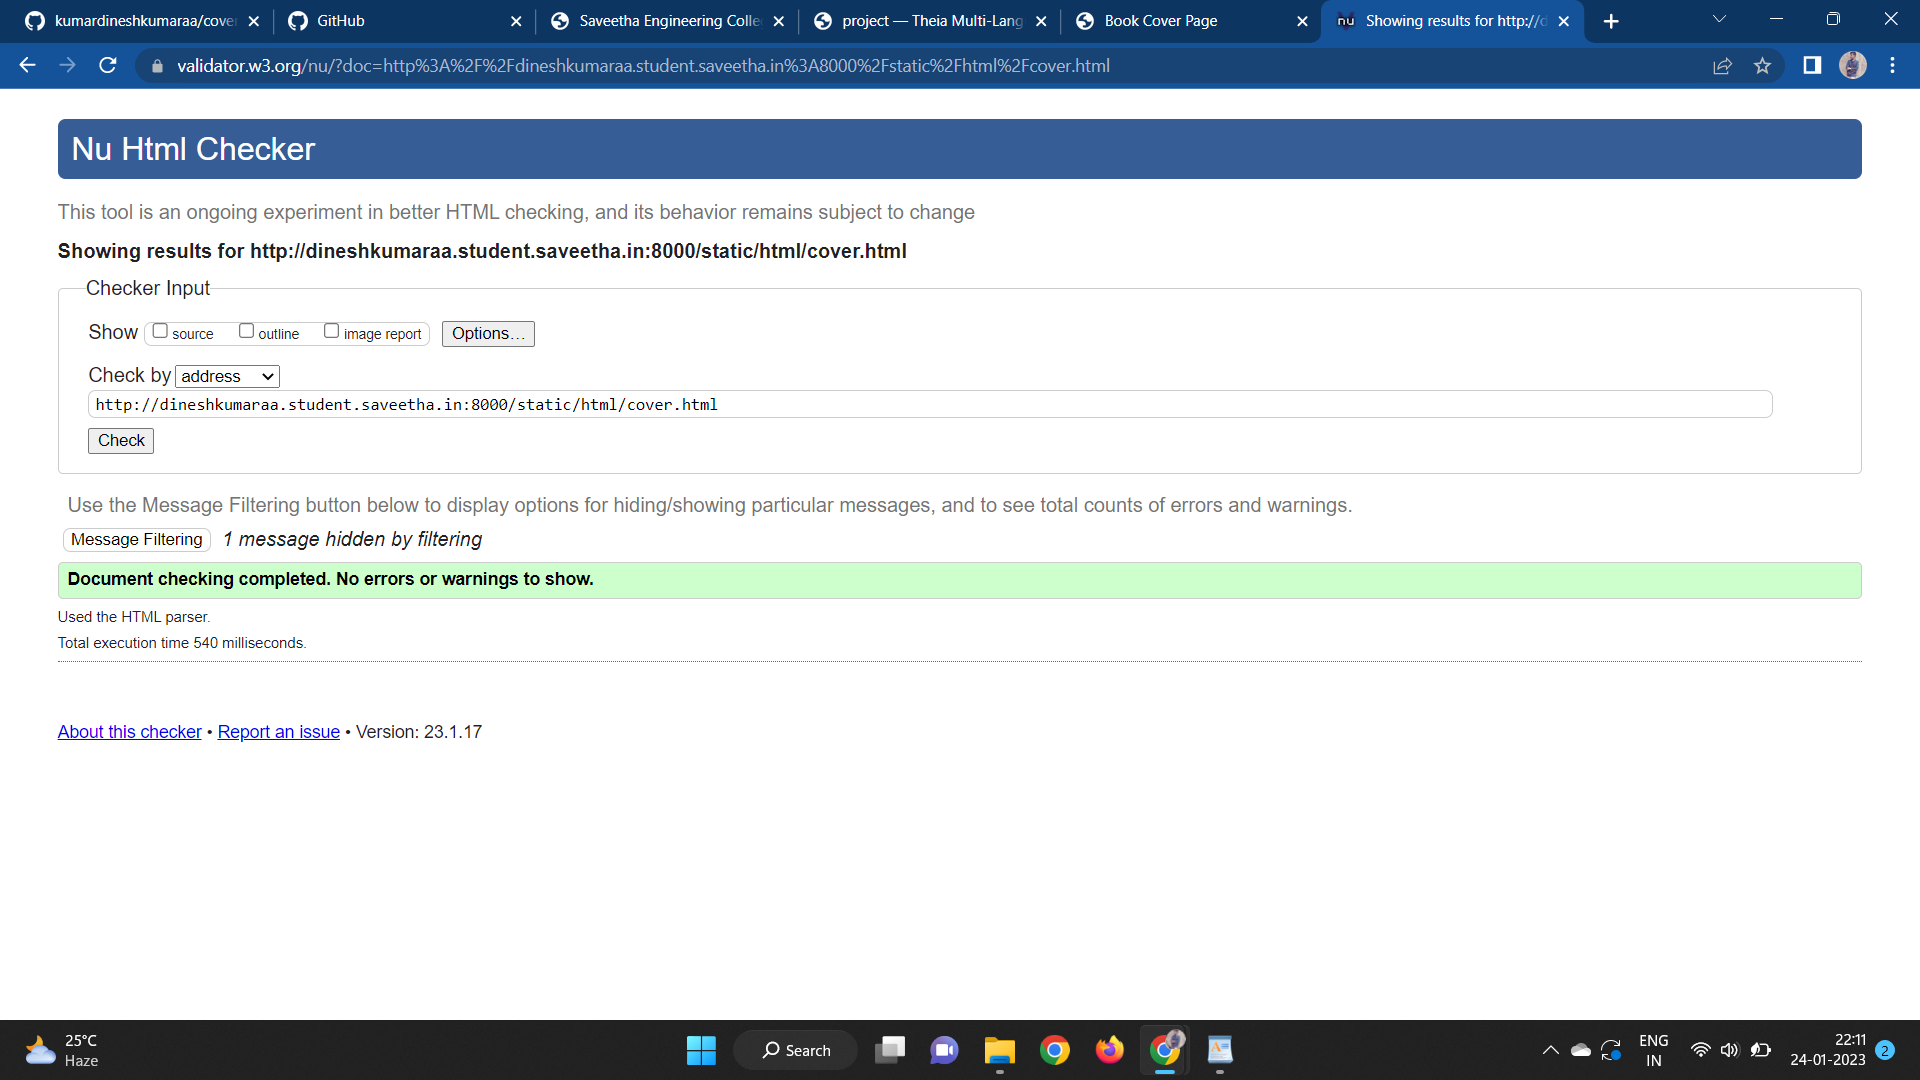 kumardineshkumaraa/cover
GitHub
Saveetha Engineering Colle
project — Theia Multi-Lang
Book Cover Page
nu
Showing results for http://d
validator.w3.org/nu/?doc=http%3A%2F%2Fdineshkumaraa.student.saveetha.in%3A8000%2Fstatic%2Fhtml%2Fcover.html
Nu Html Checker
This tool is an ongoing experiment in better HTML checking, and its behavior remains subject to change
Showing results for http://dineshkumaraa.student.saveetha.in:8000/static/html/cover.html
Checker Input
Show source outline image report Options...
Check by address
http://dineshkumaraa.student.saveetha.in:8000/static/html/cover.html
Check
Use the Message Filtering button below to display options for hiding/showing particular messages, and to see total counts of errors and warnings.
Message Filtering 1 message hidden by filtering
Document checking completed. No errors or warnings to show.
Used the HTML parser.
Total execution time 540 milliseconds.
About this checker • Report an issue • Version: 23.1.17
25°C
Haze
Search
ENG
IN
22:11
24-01-2023
2